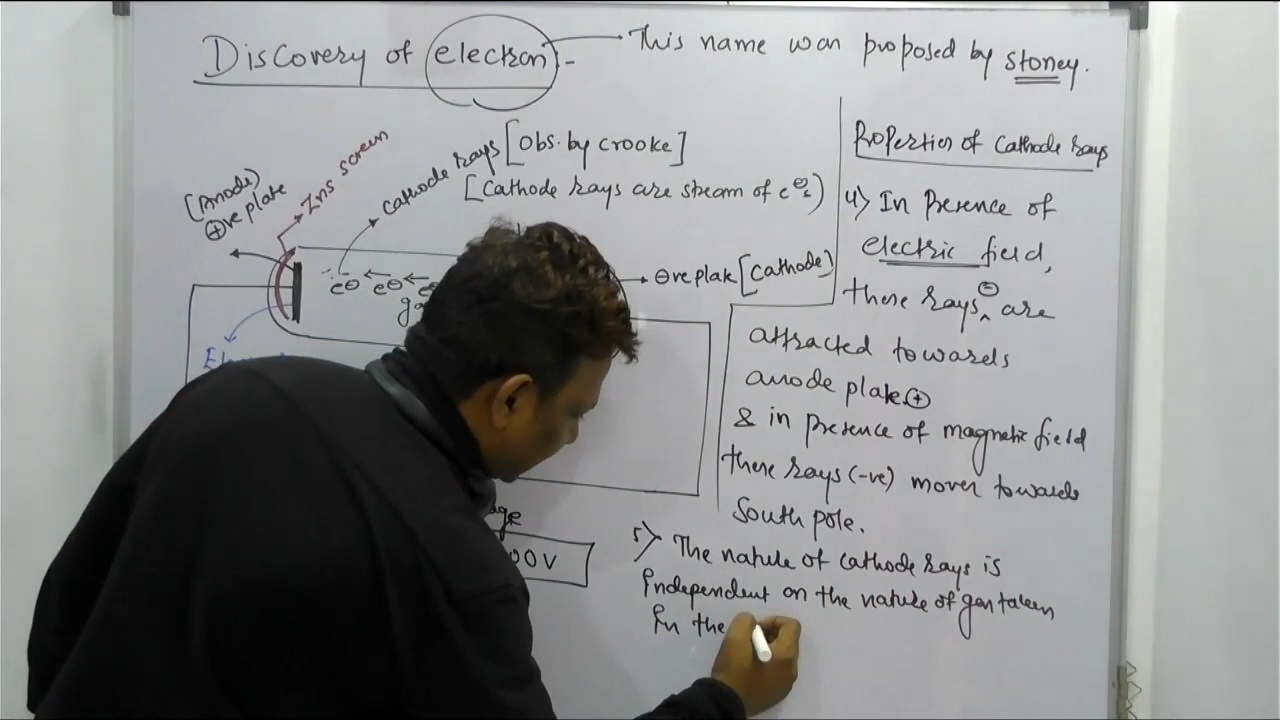 Discovery of electron - This name was proposed by stoney.
Cathode rays [Obs. by crooke]
[Cathode rays are stream of e⊖s)
Zns screen
(Anode)
⊕ve plate
⊖ve plate [Cathode]
e⊖ ← e⊖ ← e⊖
00V
Properties of Cathode rays
4) In Presence of
electric field,
these rays⊖ are
attracted towards
anode plate ⊕
& in presence of magnetic field
these rays (-ve) moves towards
South pole.
5) The nature of cathode rays is
independent on the nature of gas taken
in the